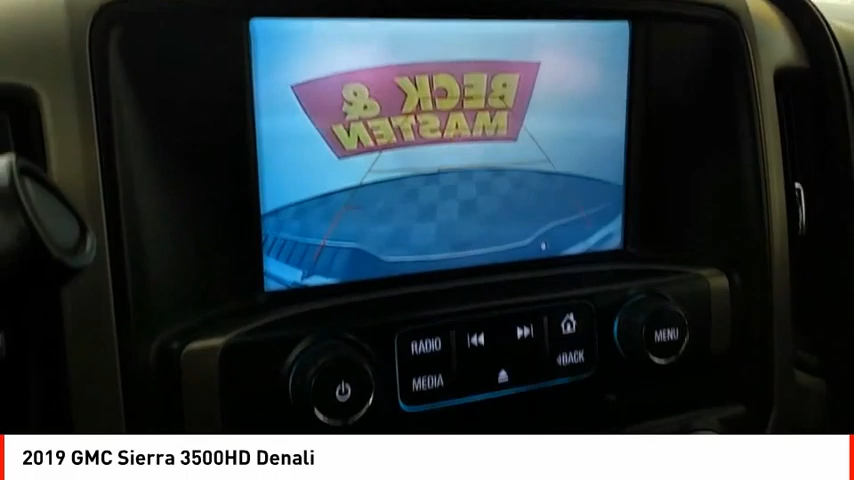 BECK &
MASTEN
RADIO
MEDIA
BACK
MENU
2019 GMC Sierra 3500HD Denali